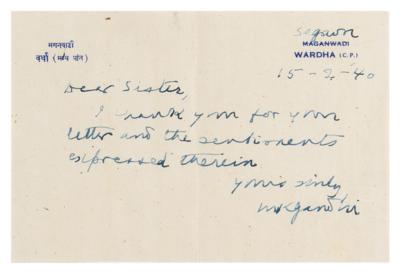 मगनवाडी
वर्धा (मध्य प्रांत)
Segaon
MAGANWADI
WARDHA (C.P.)
15-2-40
Dear Sister,
I thank you for your
letter and the sentiments
expressed therein
yours sinly,
MKGandhi